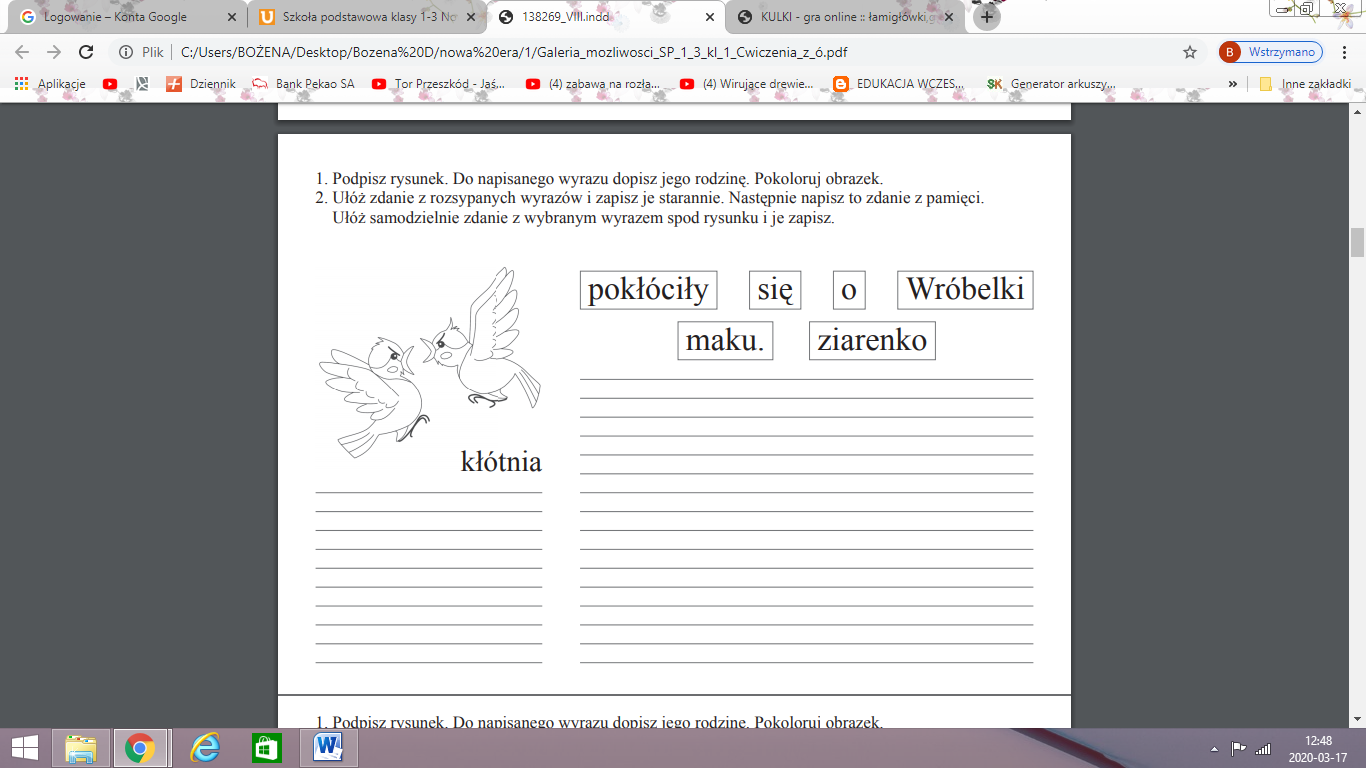 Logowanie – Konta Google
Szkoła podstawowa klasy 1-3 No
138269_VIII.indd
KULKI - gra online :: łamigłówki,g
Plik
C:/Users/BOŻENA/Desktop/Bozena%20D/nowa%20era/1/Galeria_mozliwosci_SP_1_3_kl_1_Cwiczenia_z_ó.pdf
B Wstrzymano
Aplikacje
Dziennik
Bank Pekao SA
Tor Przeszkód - Jaś...
(4) zabawa na rozła...
(4) Wirujące drewie...
EDUKACJA WCZES...
SK Generator arkuszy...
»
Inne zakładki
1. Podpisz rysunek. Do napisanego wyrazu dopisz jego rodzinę. Pokoloruj obrazek.
2. Ułóż zdanie z rozsypanych wyrazów i zapisz je starannie. Następnie napisz to zdanie z pamięci.
Ułóż samodzielnie zdanie z wybranym wyrazem spod rysunku i je zapisz.
pokłóciły się o Wróbelki
maku. ziarenko
kłótnia
1. Podpisz rysunek. Do napisanego wyrazu dopisz jego rodzinę. Pokoloruj obrazek.
12:48
2020-03-17